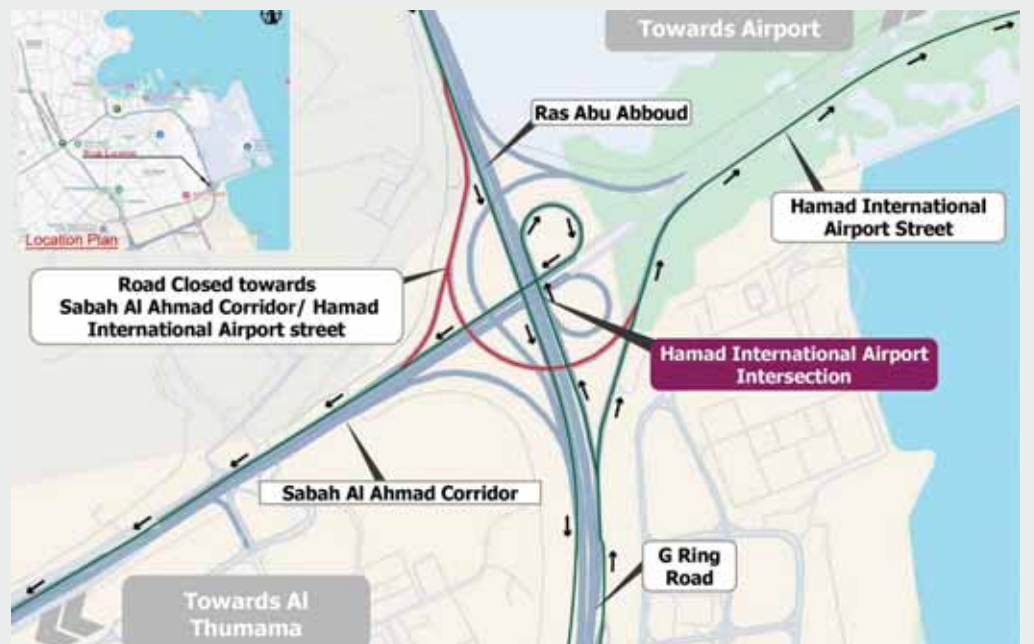 Towards Airport
Ras Abu Abboud
Hamad International
Airport Street
Road Closed towards
Sabah Al Ahmad Corridor/ Hamad
International Airport street
Hamad International Airport
Intersection
Sabah Al Ahmad Corridor
G Ring
Road
Towards Al
Thumama
Location Plan